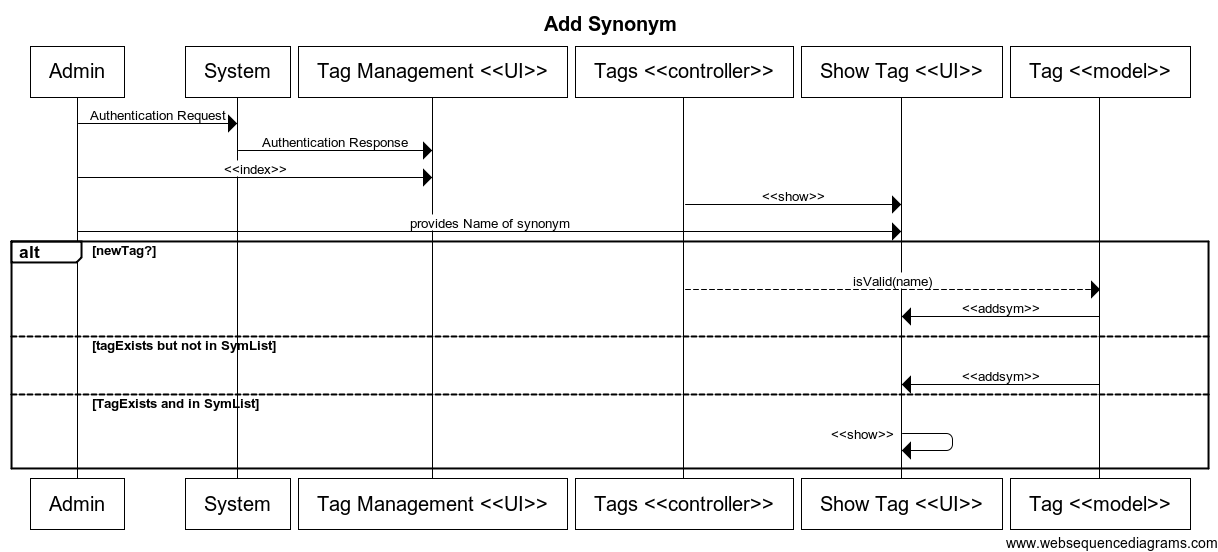 Add Synonym
Admin
System
Tag Management <<UI>>
Tags <<controller>>
Show Tag <<UI>>
Tag <<model>>
Authentication Request
Authentication Response
<<index>>
<<show>>
provides Name of synonym
alt
[newTag?]
isValid(name)
<<addsym>>
[tagExists but not in SymList]
<<addsym>>
[TagExists and in SymList]
<<show>>
Admin
System
Tag Management <<UI>>
Tags <<controller>>
Show Tag <<UI>>
Tag <<model>>
www.websequencediagrams.com